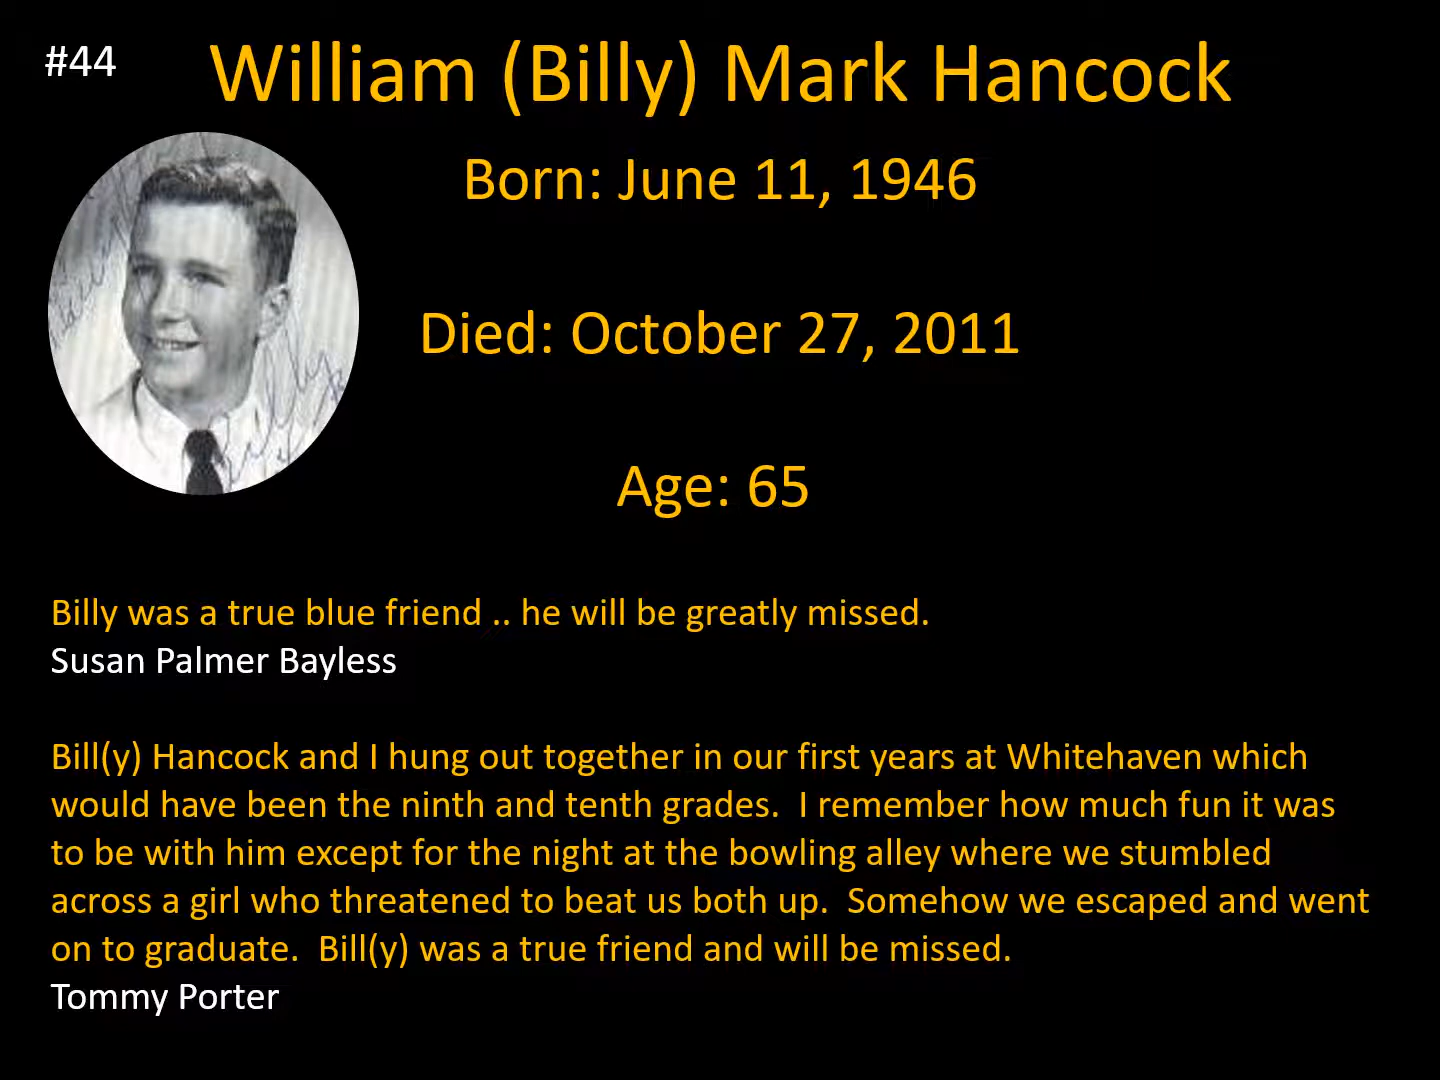 #44
William (Billy) Mark Hancock
Born: June 11, 1946
Died: October 27, 2011
Age: 65
Billy
Billy was a true blue friend .. he will be greatly missed.
Susan Palmer Bayless
Bill(y) Hancock and I hung out together in our first years at Whitehaven which
would have been the ninth and tenth grades.  I remember how much fun it was
to be with him except for the night at the bowling alley where we stumbled
across a girl who threatened to beat us both up.  Somehow we escaped and went
on to graduate.  Bill(y) was a true friend and will be missed.
Tommy Porter